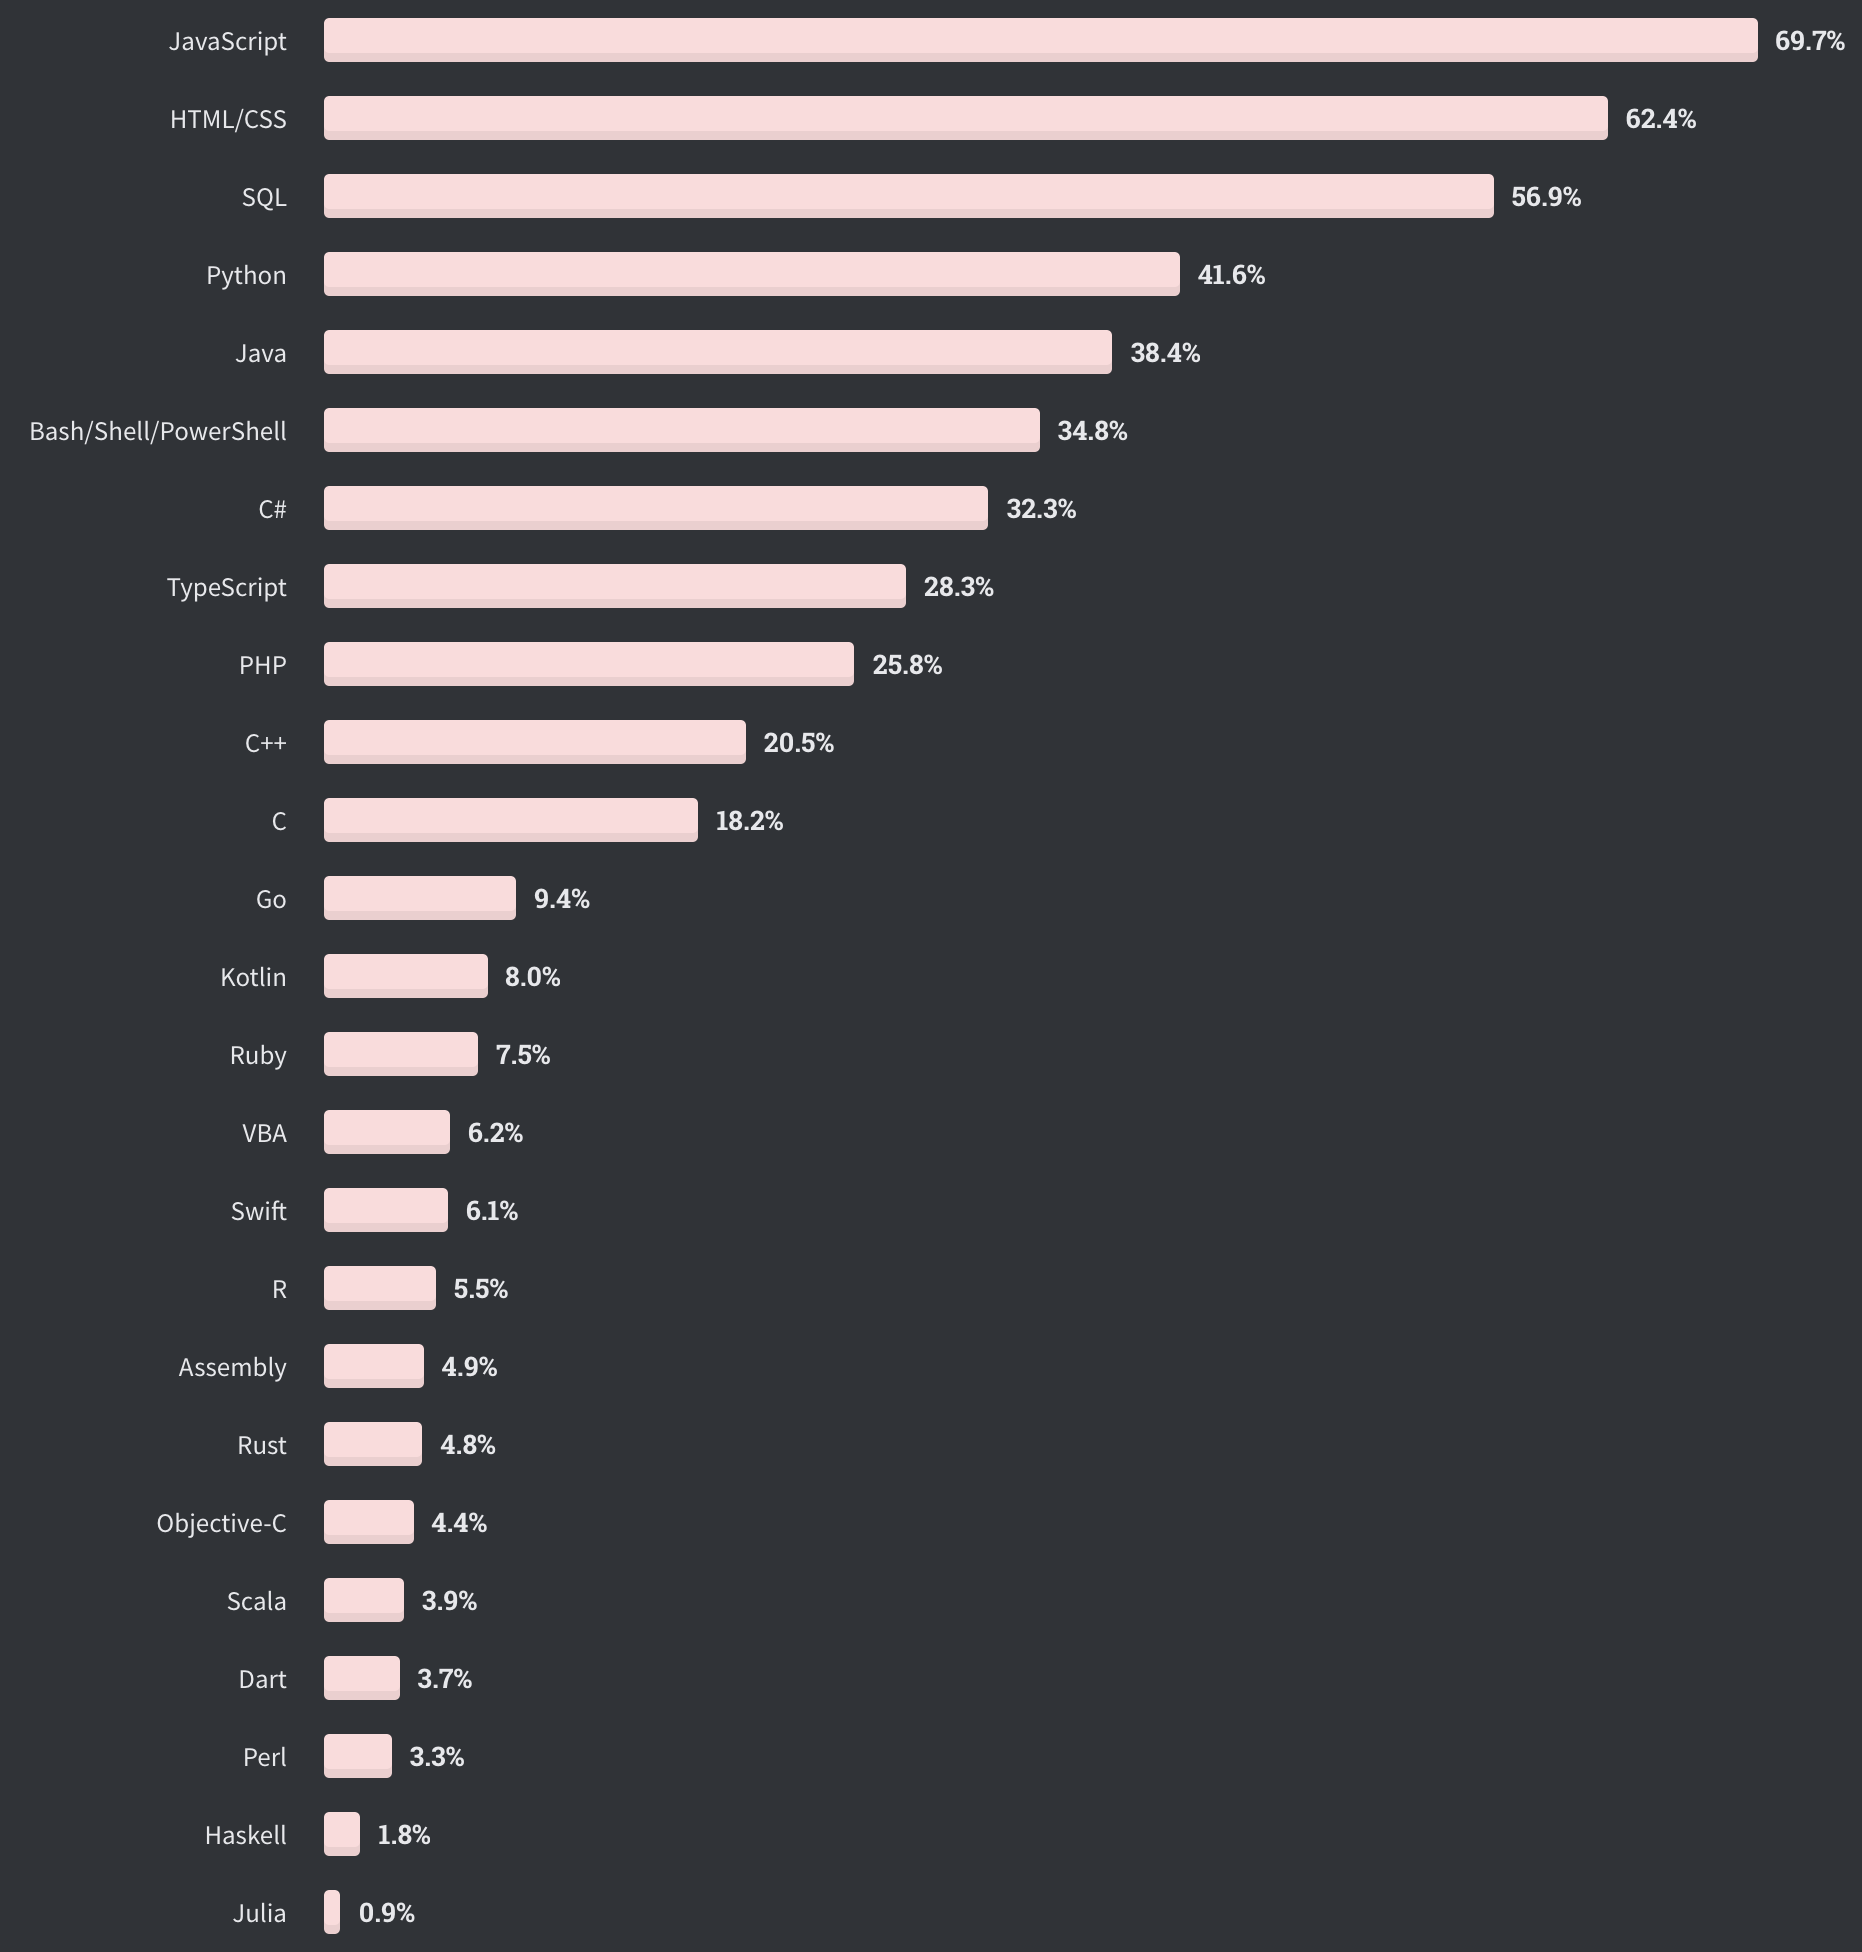 JavaScript 69.7%
HTML/CSS 62.4%
SQL 56.9%
Python 41.6%
Java 38.4%
Bash/Shell/PowerShell 34.8%
C# 32.3%
TypeScript 28.3%
PHP 25.8%
C++ 20.5%
C 18.2%
Go 9.4%
Kotlin 8.0%
Ruby 7.5%
VBA 6.2%
Swift 6.1%
R 5.5%
Assembly 4.9%
Rust 4.8%
Objective-C 4.4%
Scala 3.9%
Dart 3.7%
Perl 3.3%
Haskell 1.8%
Julia 0.9%